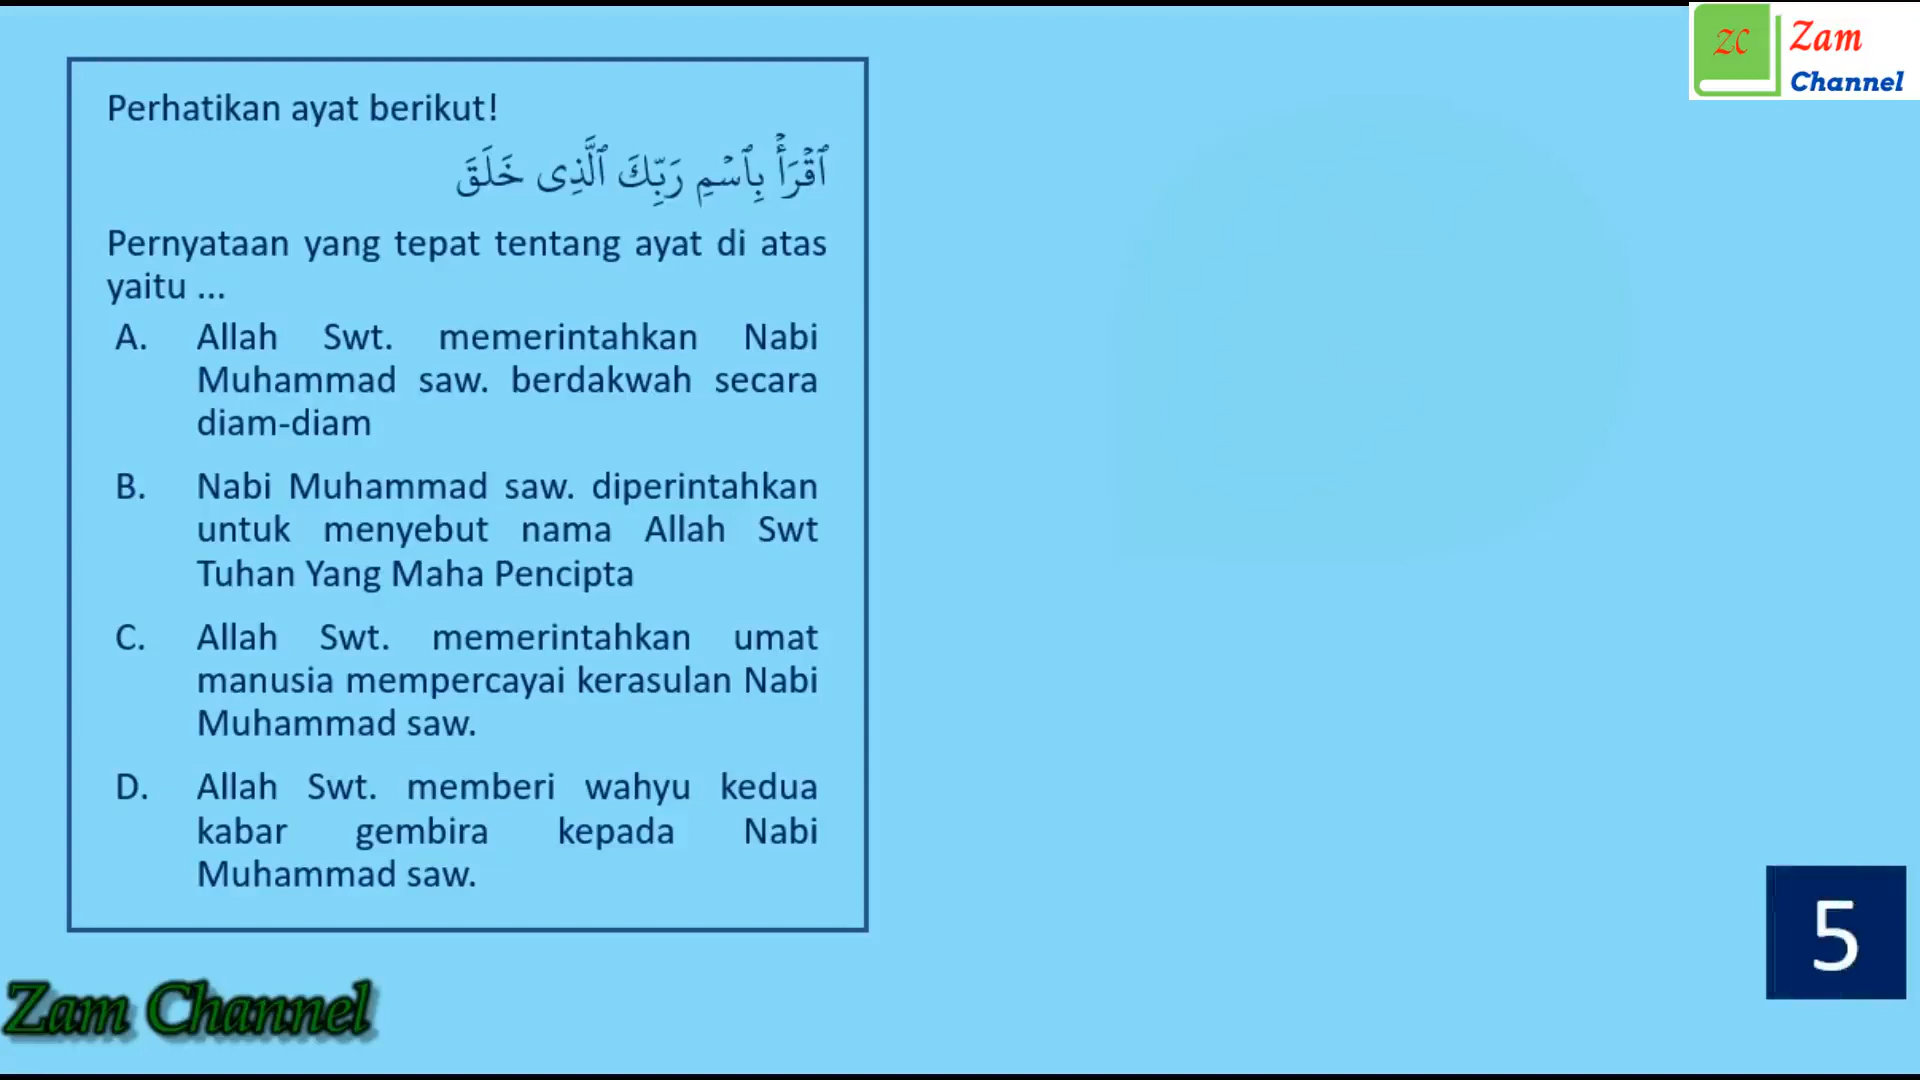 ZC
Zam
Channel
Perhatikan ayat berikut!
ٱقْرَأْ بِٱسْمِ رَبِّكَ ٱلَّذِى خَلَقَ
Pernyataan yang tepat tentang ayat di atas
yaitu ...
A. Allah Swt. memerintahkan Nabi
Muhammad saw. berdakwah secara
diam-diam
B. Nabi Muhammad saw. diperintahkan
untuk menyebut nama Allah Swt
Tuhan Yang Maha Pencipta
C. Allah Swt. memerintahkan umat
manusia mempercayai kerasulan Nabi
Muhammad saw.
D. Allah Swt. memberi wahyu kedua
kabar gembira kepada Nabi
Muhammad saw.
5
Zam Channel